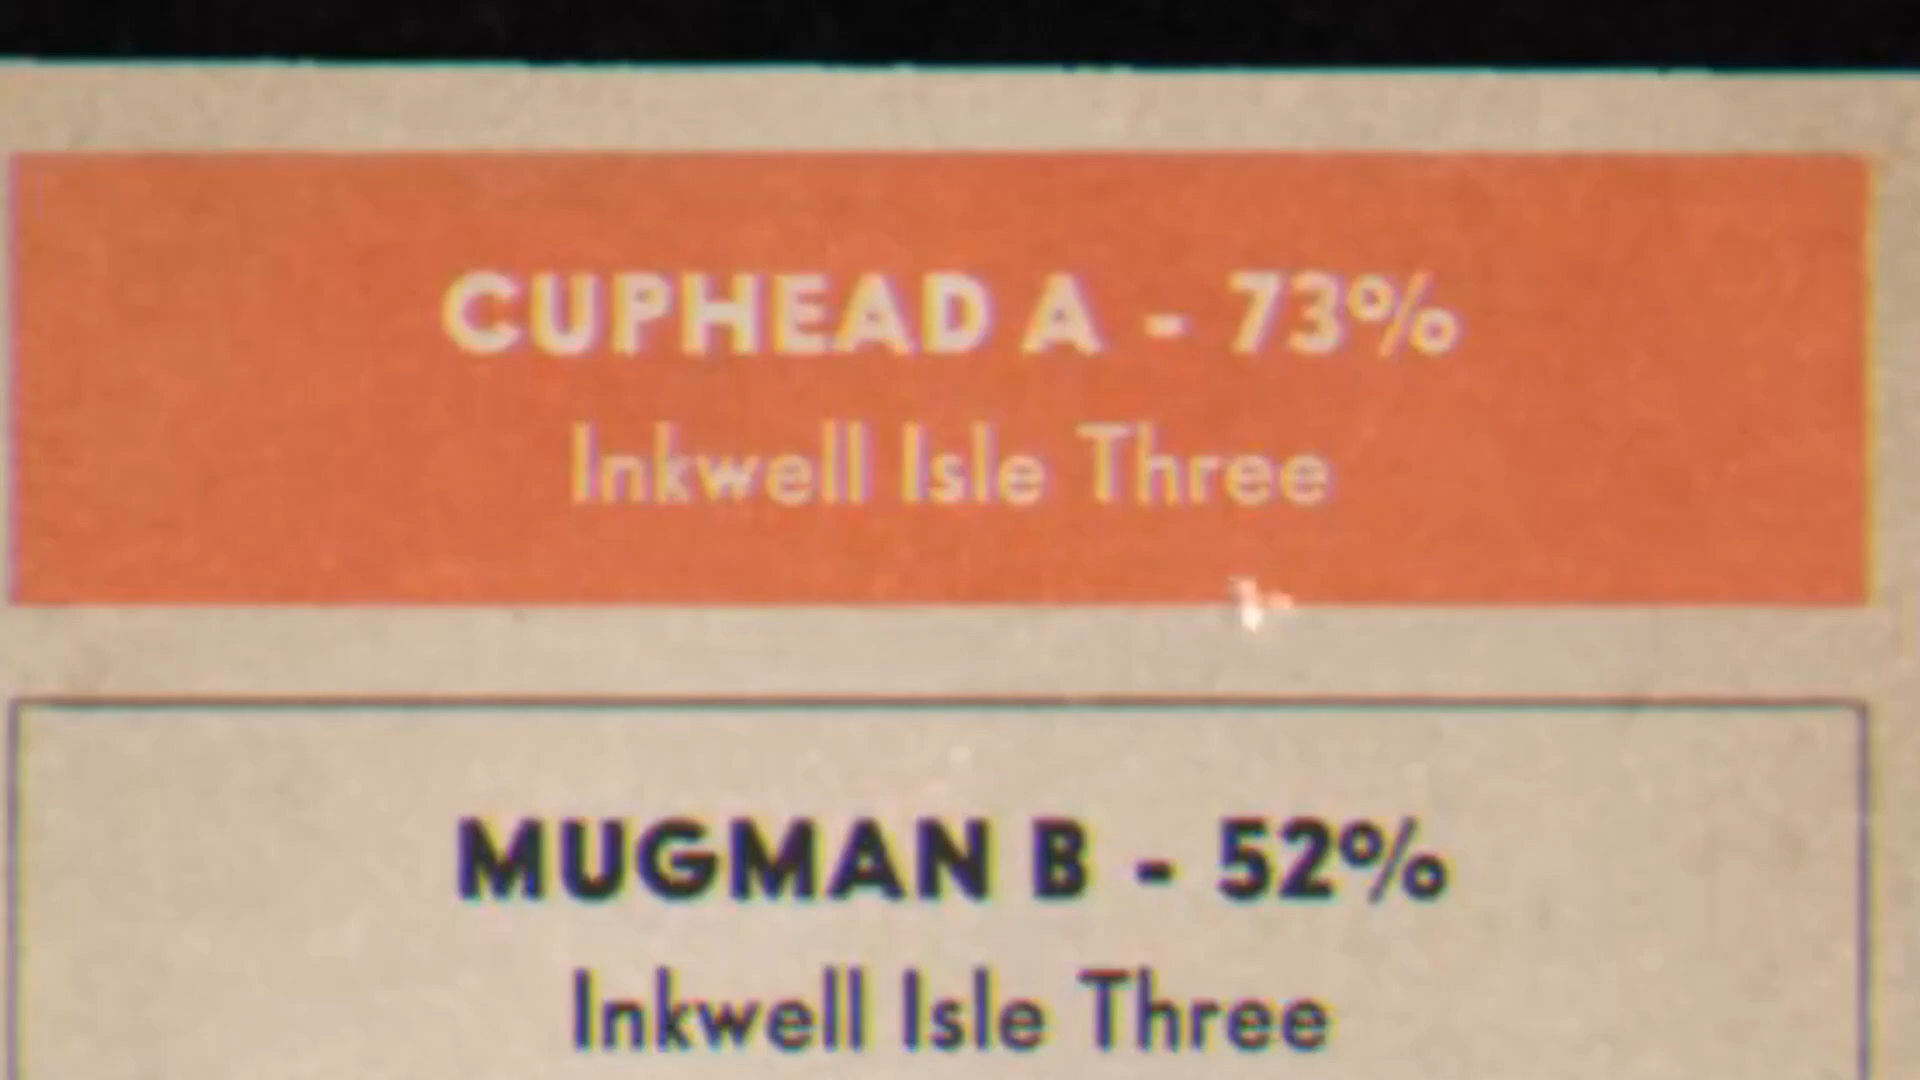 CUPHEAD A - 73%
Inkwell Isle Three
MUGMAN B - 52%
Inkwell Isle Three